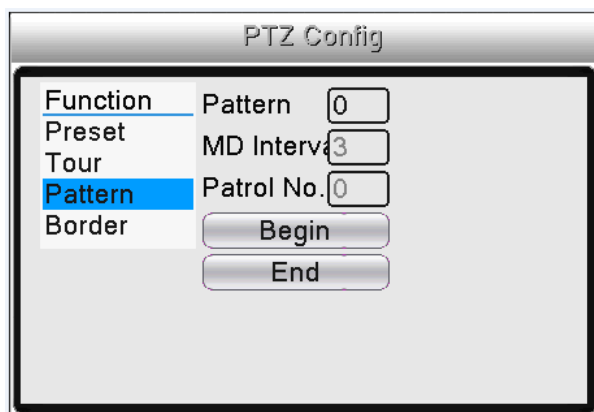 PTZ Config
Function
Preset
Tour
Pattern
Border
Pattern 0
MD Interva 3
Patrol No. 0
Begin
End